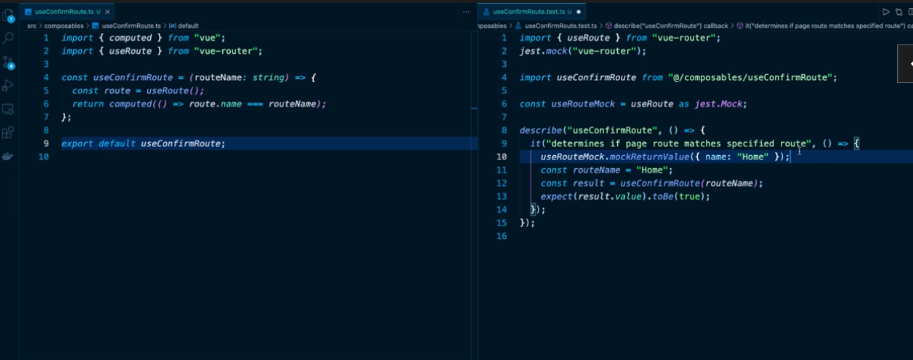 useConfirmRoute.ts U ×
src > composables > useConfirmRoute.ts > default
1 import { computed } from "vue";
2 import { useRoute } from "vue-router";
3
4 const useConfirmRoute = (routeName: string) => {
5 const route = useRoute();
6 return computed(() => route.name === routeName);
7 };
8
9 export default useConfirmRoute;
10
useConfirmRoute.test.ts U ●
mposables > useConfirmRoute.test.ts > describe("useConfirmRoute") callback > it("determines if page route matches specified route") c
1 import { useRoute } from "vue-router";
2 jest.mock("vue-router");
3
4 import useConfirmRoute from "@/composables/useConfirmRoute";
5
6 const useRouteMock = useRoute as jest.Mock;
7
8 describe("useConfirmRoute", () => {
9 it("determines if page route matches specified route", () => {
10 useRouteMock.mockReturnValue({ name: "Home" });
11 const routeName = "Home";
12 const result = useConfirmRoute(routeName);
13 expect(result.value).toBe(true);
14 });
15 });
16